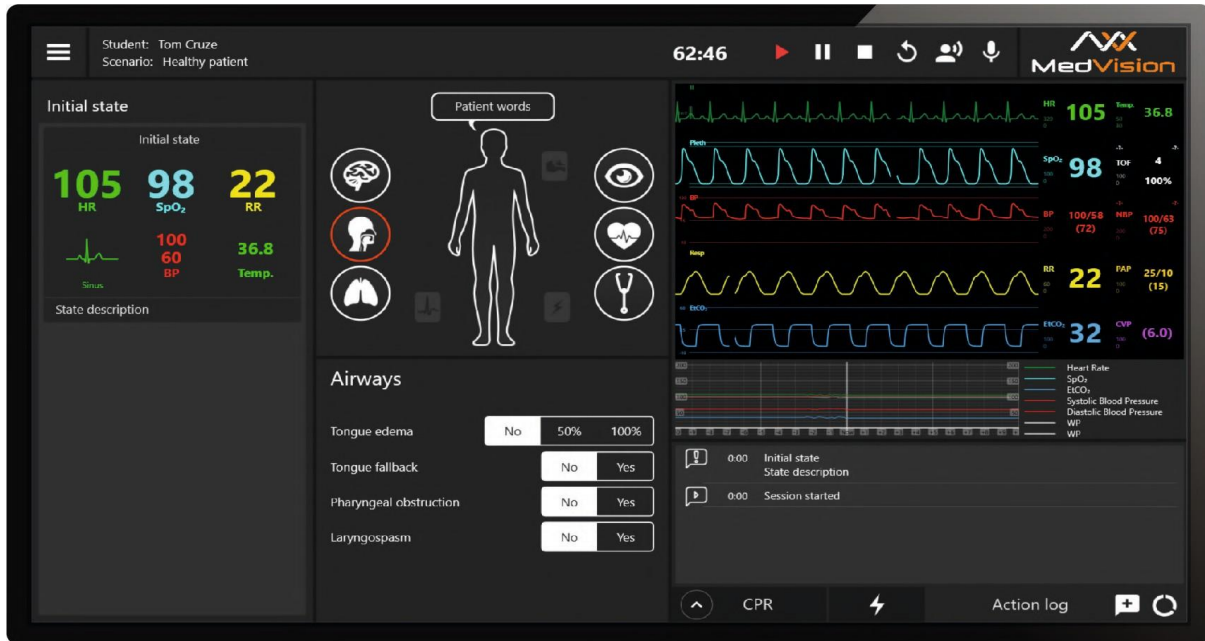 Student: Tom Cruze
Scenario: Healthy patient
62:46
MedVision
Initial state
Initial state
105 98 22
HR SpO₂ RR
100
60
BP
36.8
Temp.
Sinus
State description
Patient words
Airways
Tongue edema No 50% 100%
Tongue fallback No Yes
Pharyngeal obstruction No Yes
Laryngospasm No Yes
II
HR 105 Temp. 36.8
Pleth
SpO₂ 98 TOF 4
100%
BP
BP 100/58 NBP 100/63
(72) (75)
Resp
RR 22 PAP 25/10
(15)
EtCO₂
EtCO₂ 32 CVP (6.0)
Heart Rate
SpO₂
EtCO₂
Systolic Blood Pressure
Diastolic Blood Pressure
WP
WP
0:00 Initial state
State description
0:00 Session started
CPR
Action log